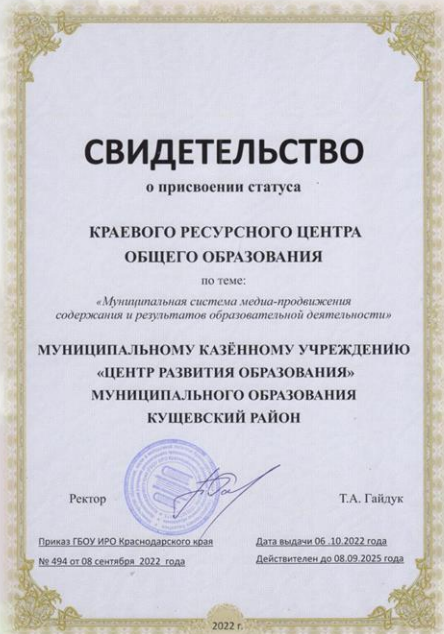 СВИДЕТЕЛЬСТВО
о присвоении статуса
КРАЕВОГО РЕСУРСНОГО ЦЕНТРА
ОБЩЕГО ОБРАЗОВАНИЯ
по теме:
«Муниципальная система медиа-продвижения
содержания и результатов образовательной деятельности»
МУНИЦИПАЛЬНОМУ КАЗЁННОМУ УЧРЕЖДЕНИЮ
«ЦЕНТР РАЗВИТИЯ ОБРАЗОВАНИЯ»
МУНИЦИПАЛЬНОГО ОБРАЗОВАНИЯ
КУЩЕВСКИЙ РАЙОН
Ректор Т.А. Гайдук
Приказ ГБОУ ИРО Краснодарского края Дата выдачи 06 .10.2022 года
№ 494 от 08 сентября 2022 года Действителен до 08.09.2025 года
2022 г.